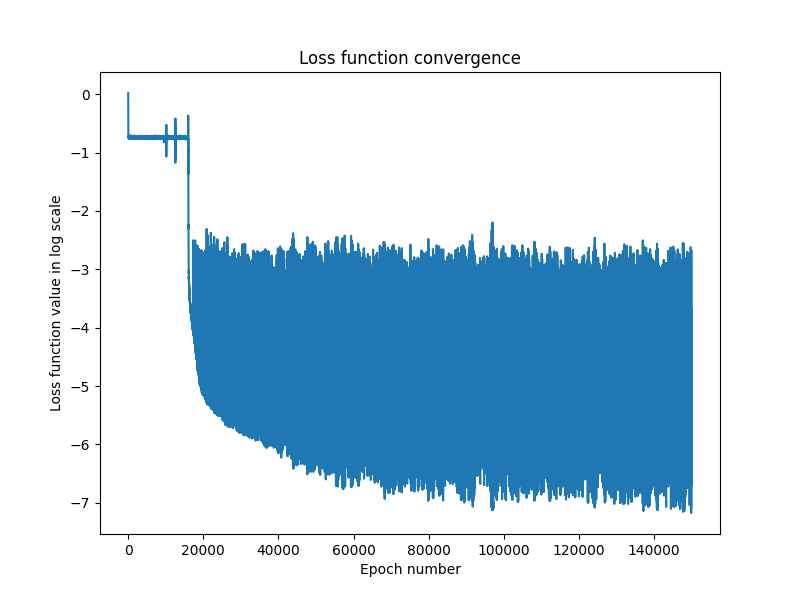 Loss function convergence
0
−1
−2
−3
−4
−5
−6
−7
Loss function value in log scale
0 20000 40000 60000 80000 100000 120000 140000
Epoch number